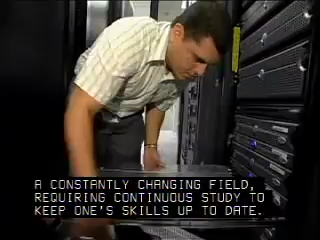 A CONSTANTLY CHANGING FIELD,
REQUIRING CONTINUOUS STUDY TO
KEEP ONE'S SKILLS UP TO DATE.